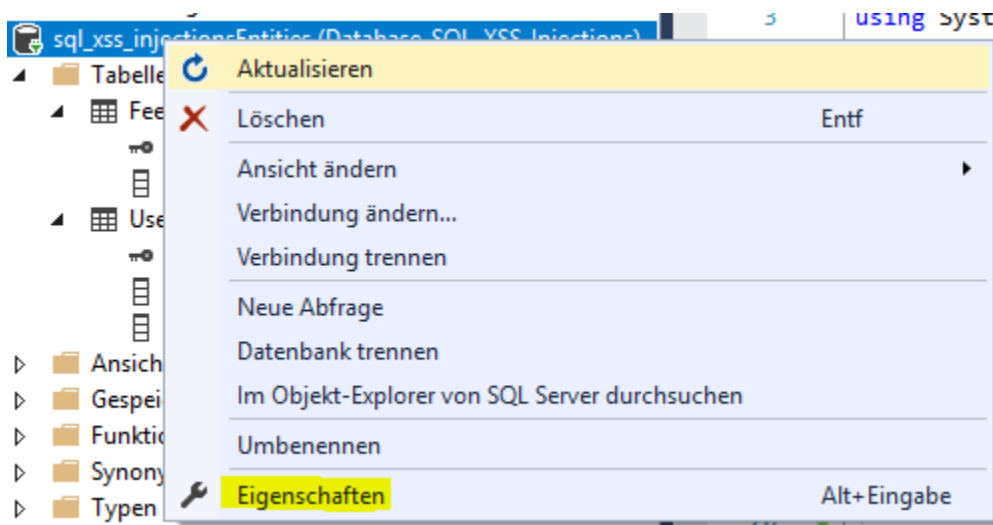 3 using Syst
sql_xss_injectionsEntities (Database_SQL_XSS_Injections)
Tabelle
Fee
Use
Ansich
Gespei
Funktio
Synony
Typen
Aktualisieren
Löschen Entf
Ansicht ändern
Verbindung ändern...
Verbindung trennen
Neue Abfrage
Datenbank trennen
Im Objekt-Explorer von SQL Server durchsuchen
Umbenennen
Eigenschaften Alt+Eingabe